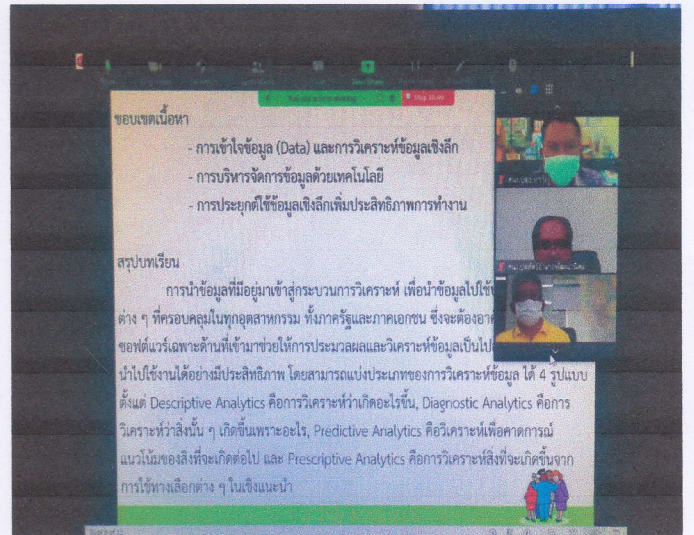 ขอบเขตเนื้อหา
- การเข้าใจข้อมูล (Data) และการวิเคราะห์ข้อมูลเชิงลึก
- การบริหารจัดการข้อมูลด้วยเทคโนโลยี
- การประยุกต์ใช้ข้อมูลเชิงลึกเพิ่มประสิทธิภาพการทำงาน
สรุปบทเรียน
การนำข้อมูลที่มีอยู่มาเข้าสู่กระบวนการวิเคราะห์ เพื่อนำข้อมูลไปใช้
ต่าง ๆ ที่ครอบคลุมในทุกอุตสาหกรรม ทั้งภาครัฐและภาคเอกชน ซึ่งจะต้อง
ซอฟต์แวร์เฉพาะด้านที่เข้ามาช่วยให้การประมวลผลและวิเคราะห์ข้อมูลเป็นไป
นำไปใช้งานได้อย่างมีประสิทธิภาพ โดยสามารถแบ่งประเภทของการวิเคราะห์ข้อมูล ได้ 4 รูปแบบ
ตั้งแต่ Descriptive Analytics คือการวิเคราะห์ว่าเกิดอะไรขึ้น, Diagnostic Analytics คือการ
วิเคราะห์ว่าสิ่งนั้น ๆ เกิดขึ้นเพราะอะไร, Predictive Analytics คือวิเคราะห์เพื่อคาดการณ์
แนวโน้มของสิ่งที่จะเกิดต่อไป และ Prescriptive Analytics คือการวิเคราะห์สิ่งที่จะเกิดขึ้นจาก
การใช้ทางเลือกต่าง ๆ ในเชิงแนะนำ